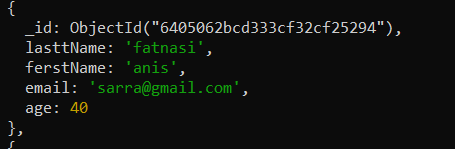 {
_id: ObjectId("6405062bcd333cf32cf25294"),
lasttName: 'fatnasi',
ferstName: 'anis',
email: 'sarra@gmail.com',
age: 40
},
{